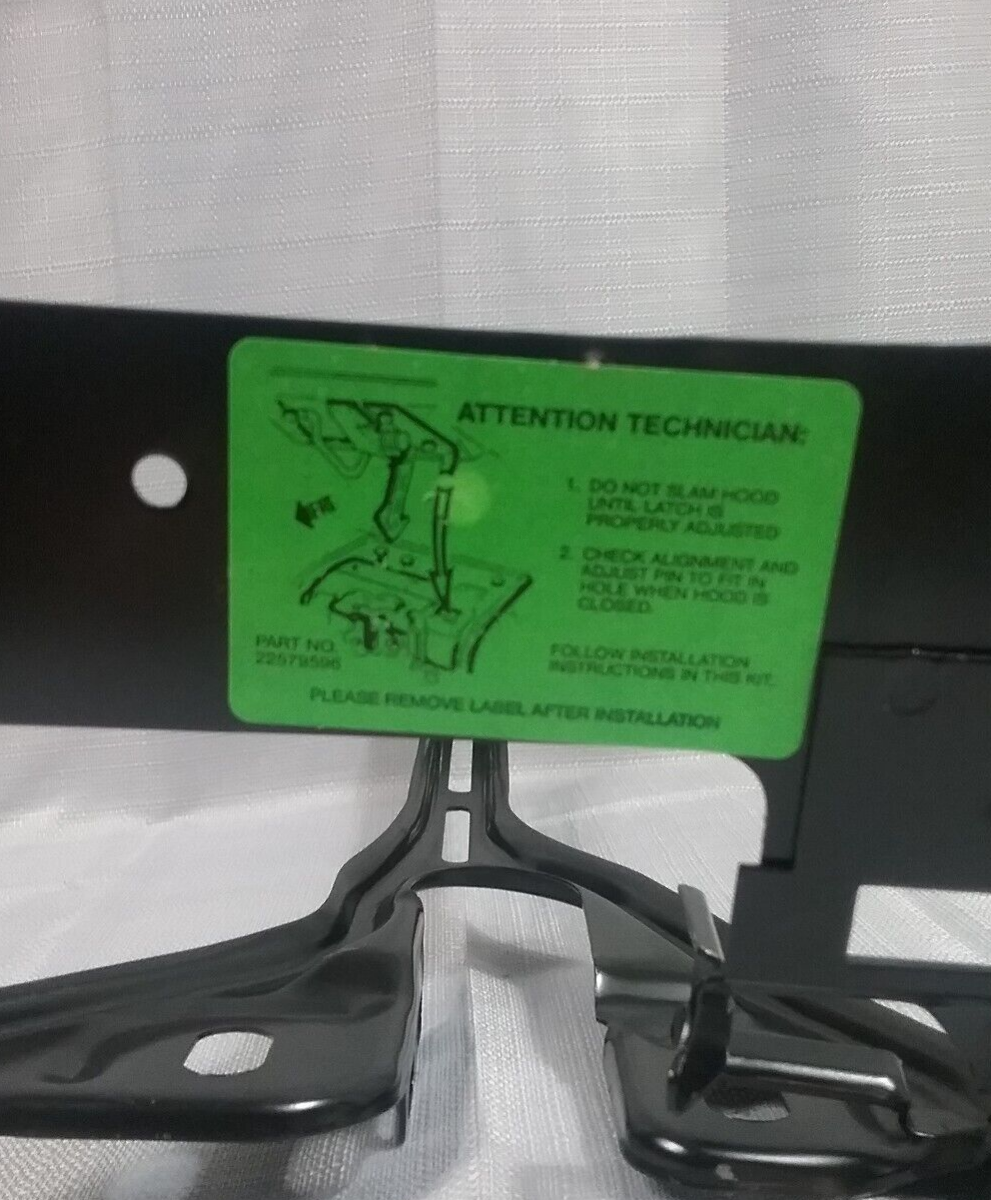 ATTENTION TECHNICIAN:
1. DO NOT SLAM HOOD
UNTIL LATCH IS
PROPERLY ADJUSTED
2. CHECK ALIGNMENT AND
ADJUST PIN TO FIT IN
HOLE WHEN HOOD IS
CLOSED.
PART NO.
FOLLOW INSTALLATION
INSTRUCTIONS IN THIS KIT.
PLEASE REMOVE LABEL AFTER INSTALLATION